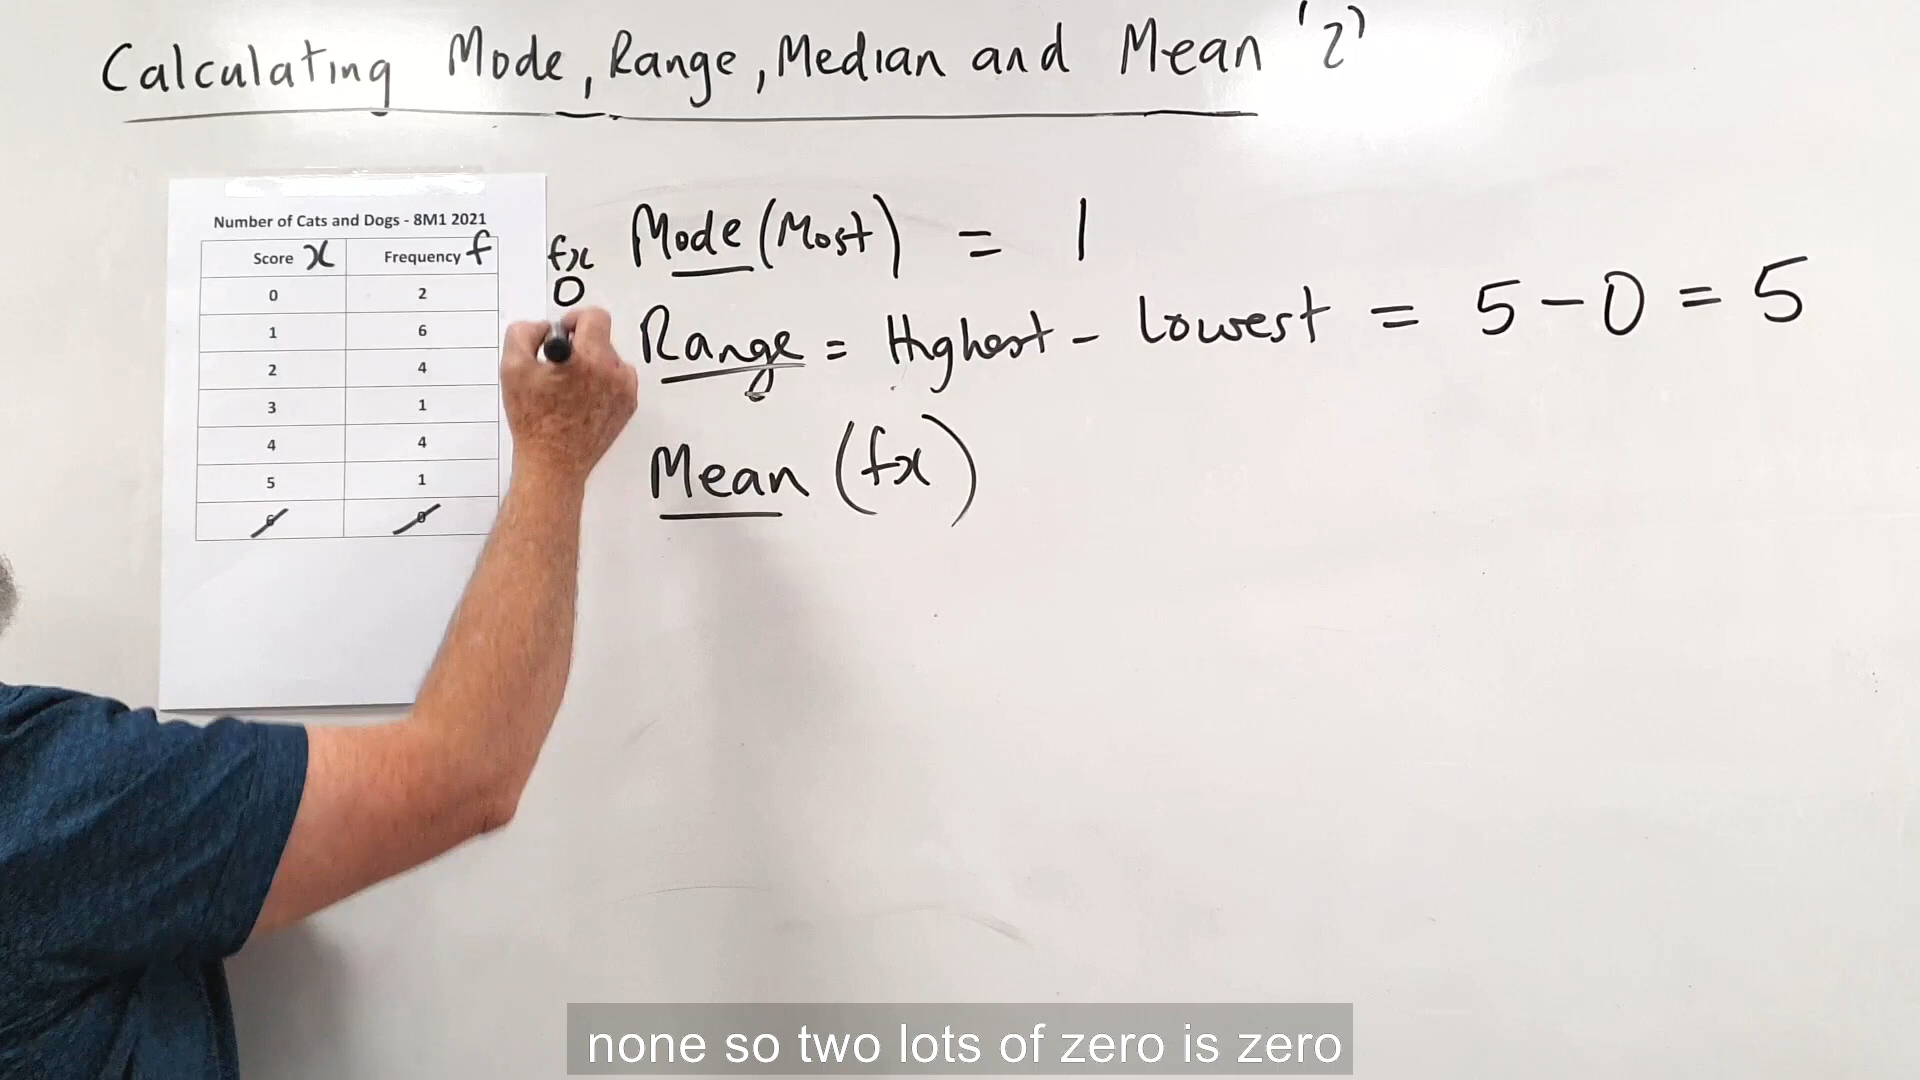 Calculating Mode, Range, Median and Mean '2'
Number of Cats and Dogs - 8M1 2021
Score x Frequency f fx
0 2 0
1 6
2 4
3 1
4 4
5 1
6 0
Mode (Most) = 1
Range = Highest - Lowest = 5 - 0 = 5
Mean (fx)
none so two lots of zero is zero